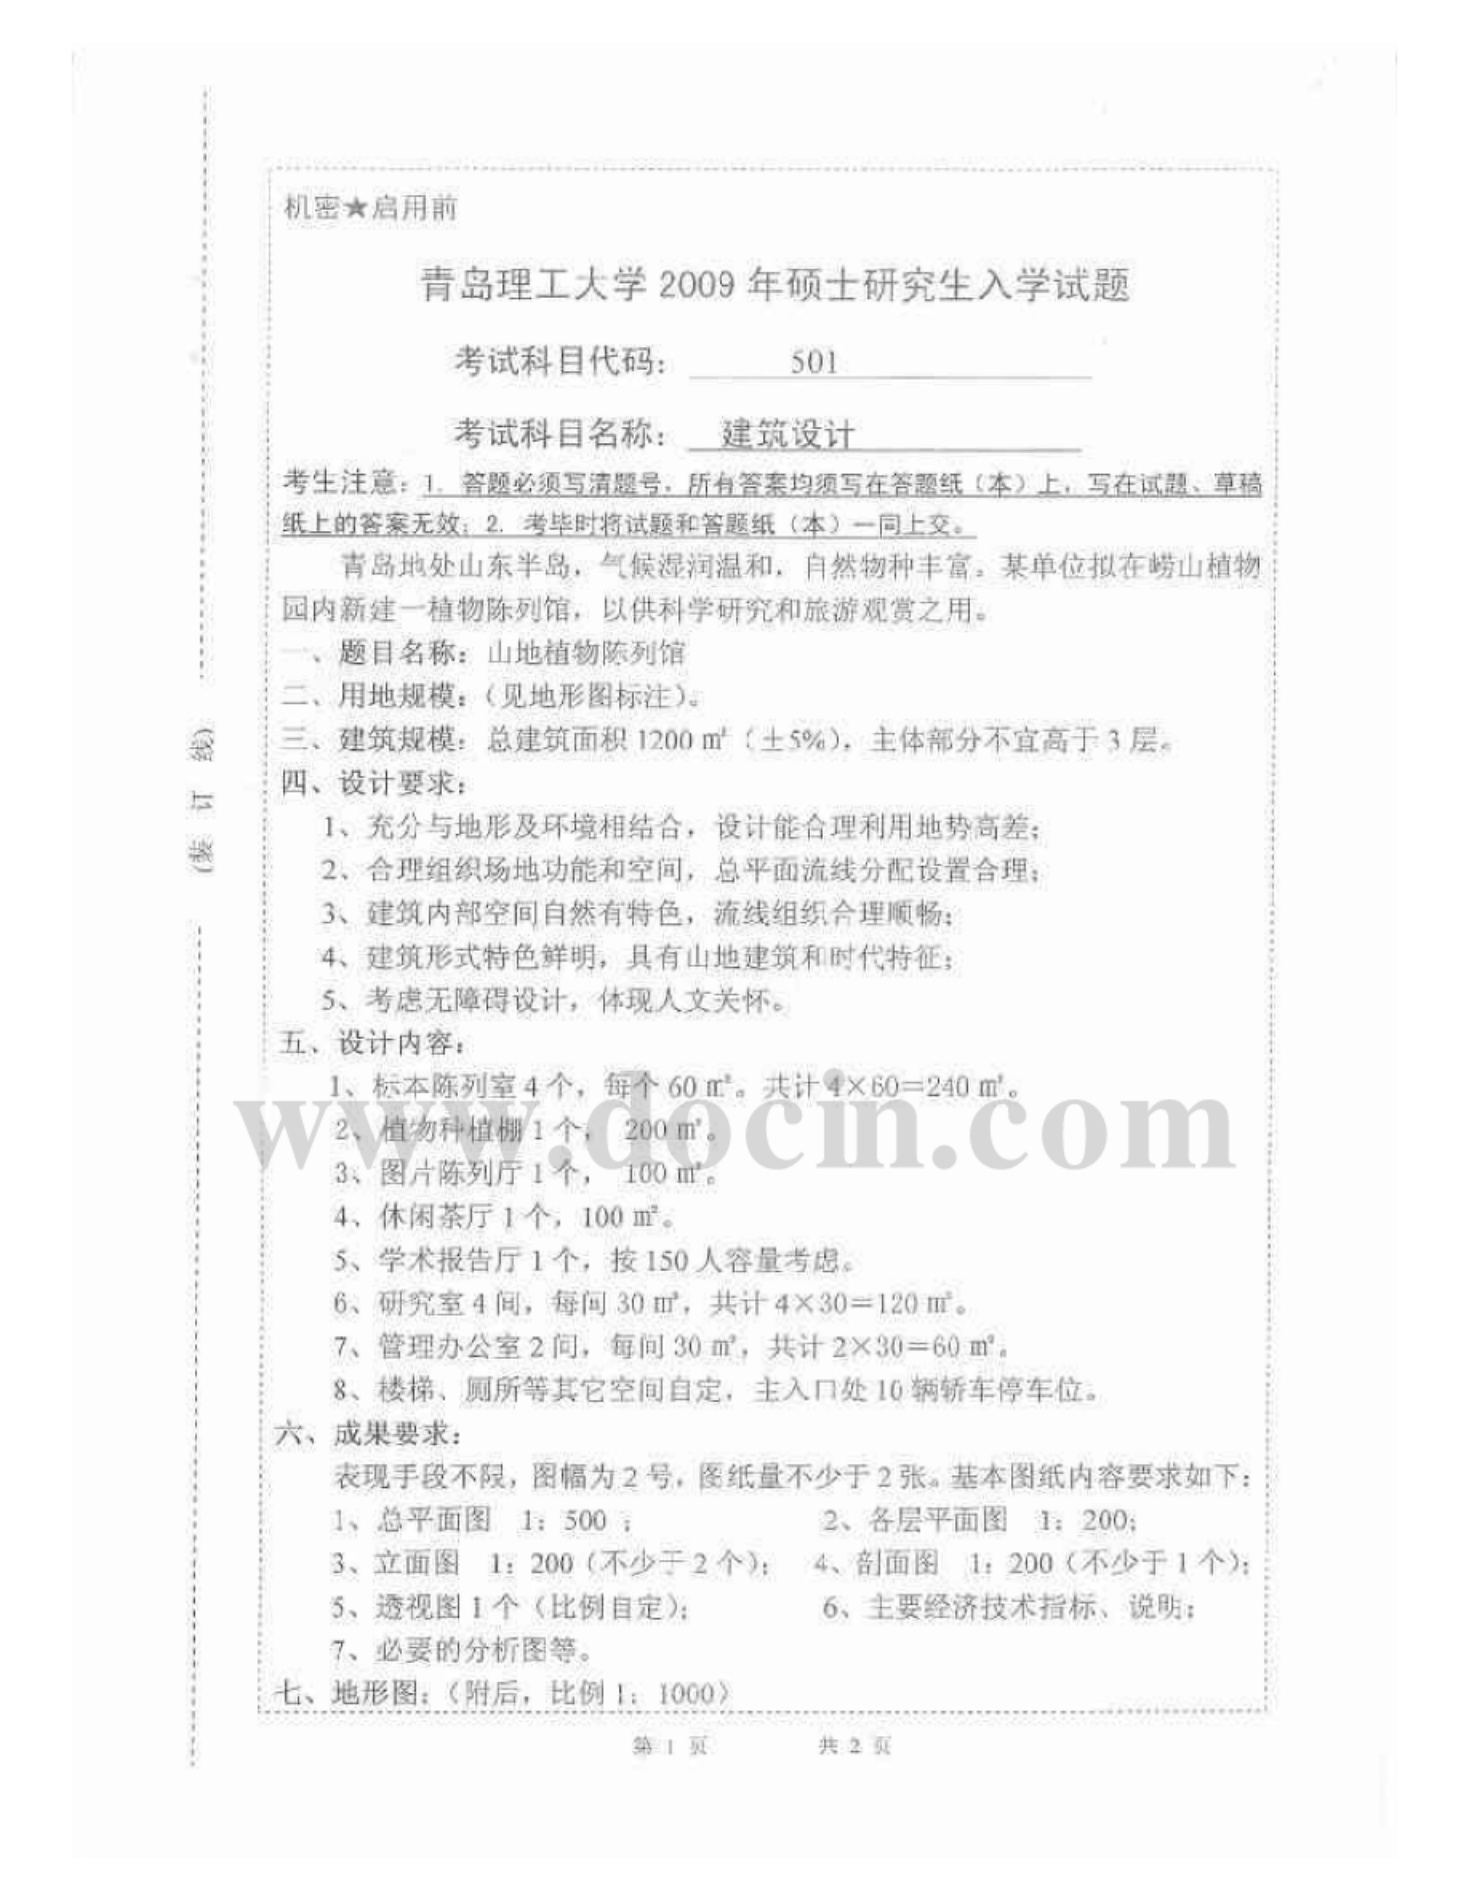 机密★启用前
青岛理工大学 2009 年硕士研究生入学试题
考试科目代码： 501
考试科目名称： 建筑设计
考生注意：1. 答题必须写清题号，所有答案均须写在答题纸（本）上，写在试题、草稿
纸上的答案无效；2. 考毕时将试题和答题纸（本）一同上交。
青岛地处山东半岛，气候湿润温和，自然物种丰富。某单位拟在崂山植物
园内新建一植物陈列馆，以供科学研究和旅游观赏之用。
一、题目名称：山地植物陈列馆
二、用地规模：（见地形图标注）。
三、建筑规模：总建筑面积 1200 ㎡（±5%），主体部分不宜高于 3 层。
四、设计要求：
1、充分与地形及环境相结合，设计能合理利用地势高差；
2、合理组织场地功能和空间，总平面流线分配设置合理；
3、建筑内部空间自然有特色，流线组织合理顺畅；
4、建筑形式特色鲜明，具有山地建筑和时代特征；
5、考虑无障碍设计，体现人文关怀。
五、设计内容：
1、标本陈列室 4 个，每个 60 ㎡。共计 4×60＝240 ㎡。
2、植物种植棚 1 个， 200 ㎡。
3、图片陈列厅 1 个， 100 ㎡。
4、休闲茶厅 1 个，100 ㎡。
5、学术报告厅 1 个，按 150 人容量考虑。
6、研究室 4 间，每间 30 ㎡，共计 4×30＝120 ㎡。
7、管理办公室 2 间，每间 30 ㎡，共计 2×30＝60 ㎡。
8、楼梯、厕所等其它空间自定，主入口处 10 辆轿车停车位。
六、成果要求：
表现手段不限，图幅为 2 号，图纸量不少于 2 张。基本图纸内容要求如下：
1、总平面图 1：500 ； 2、各层平面图 1：200；
3、立面图 1：200（不少于 2 个）； 4、剖面图 1：200（不少于 1 个）；
5、透视图 1 个（比例自定）； 6、主要经济技术指标、说明；
7、必要的分析图等。
七、地形图：（附后，比例 1：1000）
第 1 页 共 2 页
（装 订 线）
www.docin.com